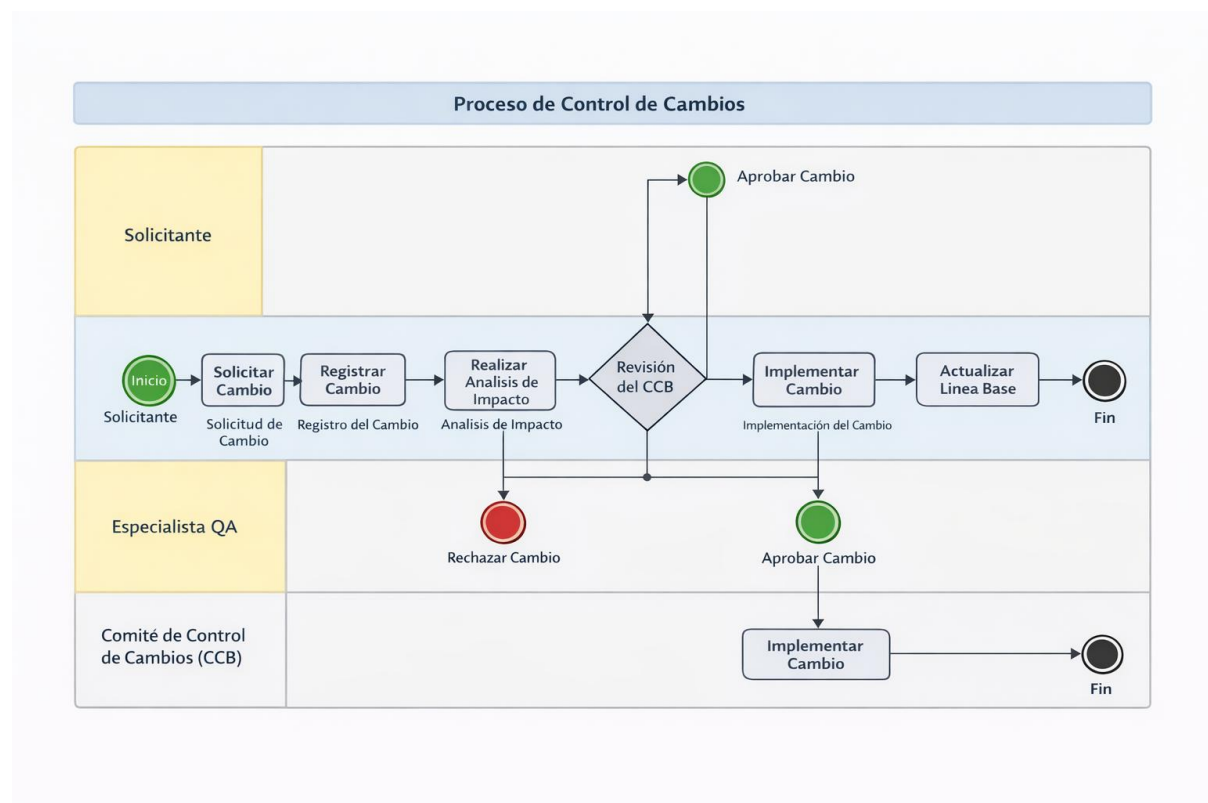 Proceso de Control de Cambios
Aprobar Cambio
Solicitante
Inicio
Solicitante
Solicitar
Cambio
Solicitud de
Cambio
Registrar
Cambio
Registro del Cambio
Realizar
Analisis de
Impacto
Analisis de Impacto
Revisión
del CCB
Implementar
Cambio
Implementación del Cambio
Actualizar
Linea Base
Fin
Especialista QA
Rechazar Cambio
Aprobar Cambio
Comité de Control
de Cambios (CCB)
Implementar
Cambio
Fin